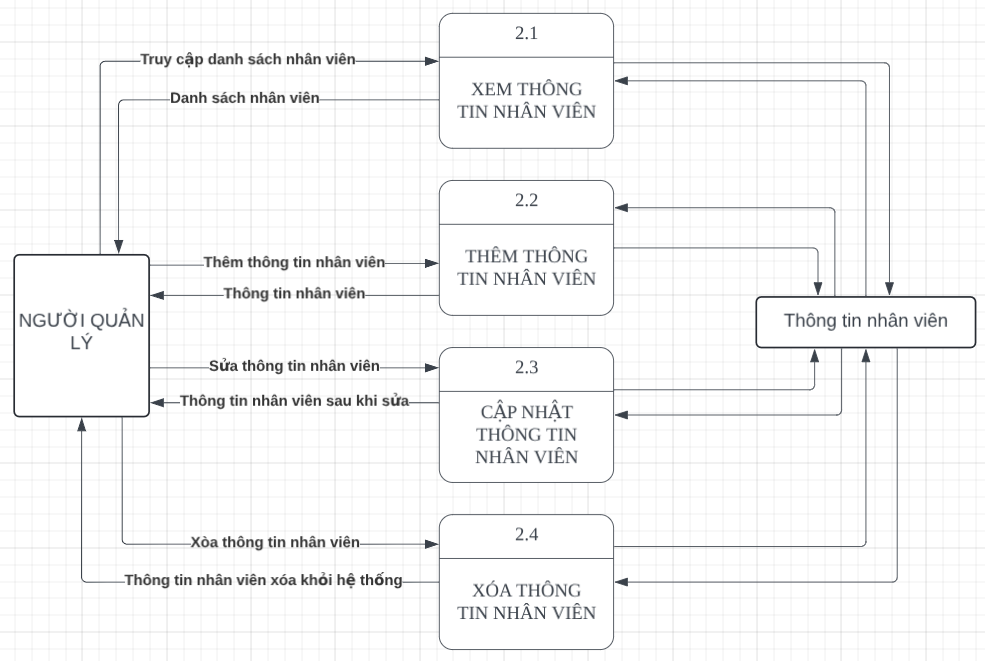 2.1
Truy cập danh sách nhân viên
XEM THÔNG
TIN NHÂN VIÊN
Danh sách nhân viên
2.2
THÊM THÔNG
TIN NHÂN VIÊN
Thêm thông tin nhân viên
Thông tin nhân viên
NGƯỜI QUẢN
LÝ
Thông tin nhân viên
2.3
Sửa thông tin nhân viên
Thông tin nhân viên sau khi sửa
CẬP NHẬT
THÔNG TIN
NHÂN VIÊN
2.4
Xòa thông tin nhân viên
Thông tin nhân viên xóa khỏi hệ thống
XÓA THÔNG
TIN NHÂN VIÊN